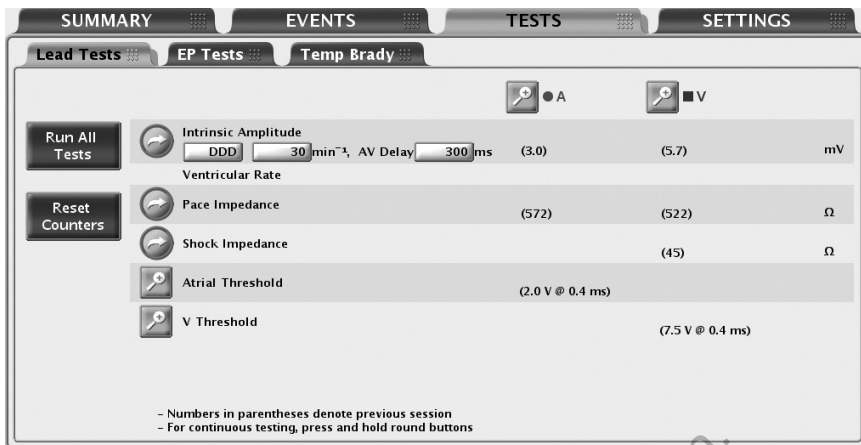 SUMMARY EVENTS TESTS SETTINGS
Lead Tests EP Tests Temp Brady
A V
Run All Tests
Intrinsic Amplitude
DDD 30 min⁻¹, AV Delay 300 ms (3.0) (5.7) mV
Ventricular Rate
Reset Counters
Pace Impedance (572) (522) Ω
Shock Impedance (45) Ω
Atrial Threshold (2.0 V @ 0.4 ms)
V Threshold (7.5 V @ 0.4 ms)
– Numbers in parentheses denote previous session
– For continuous testing, press and hold round buttons